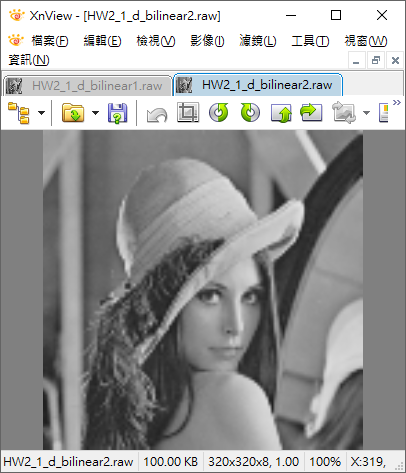 XnView - [HW2_1_d_bilinear2.raw]
檔案(F) 編輯(E) 檢視(V) 影像(I) 濾鏡(L) 工具(T) 視窗(W)
資訊(N)
HW2_1_d_bilinear1.raw HW2_1_d_bilinear2.raw
HW2_1_d_bilinear2.raw 100.00 KB 320x320x8, 1.00 100% X:319,